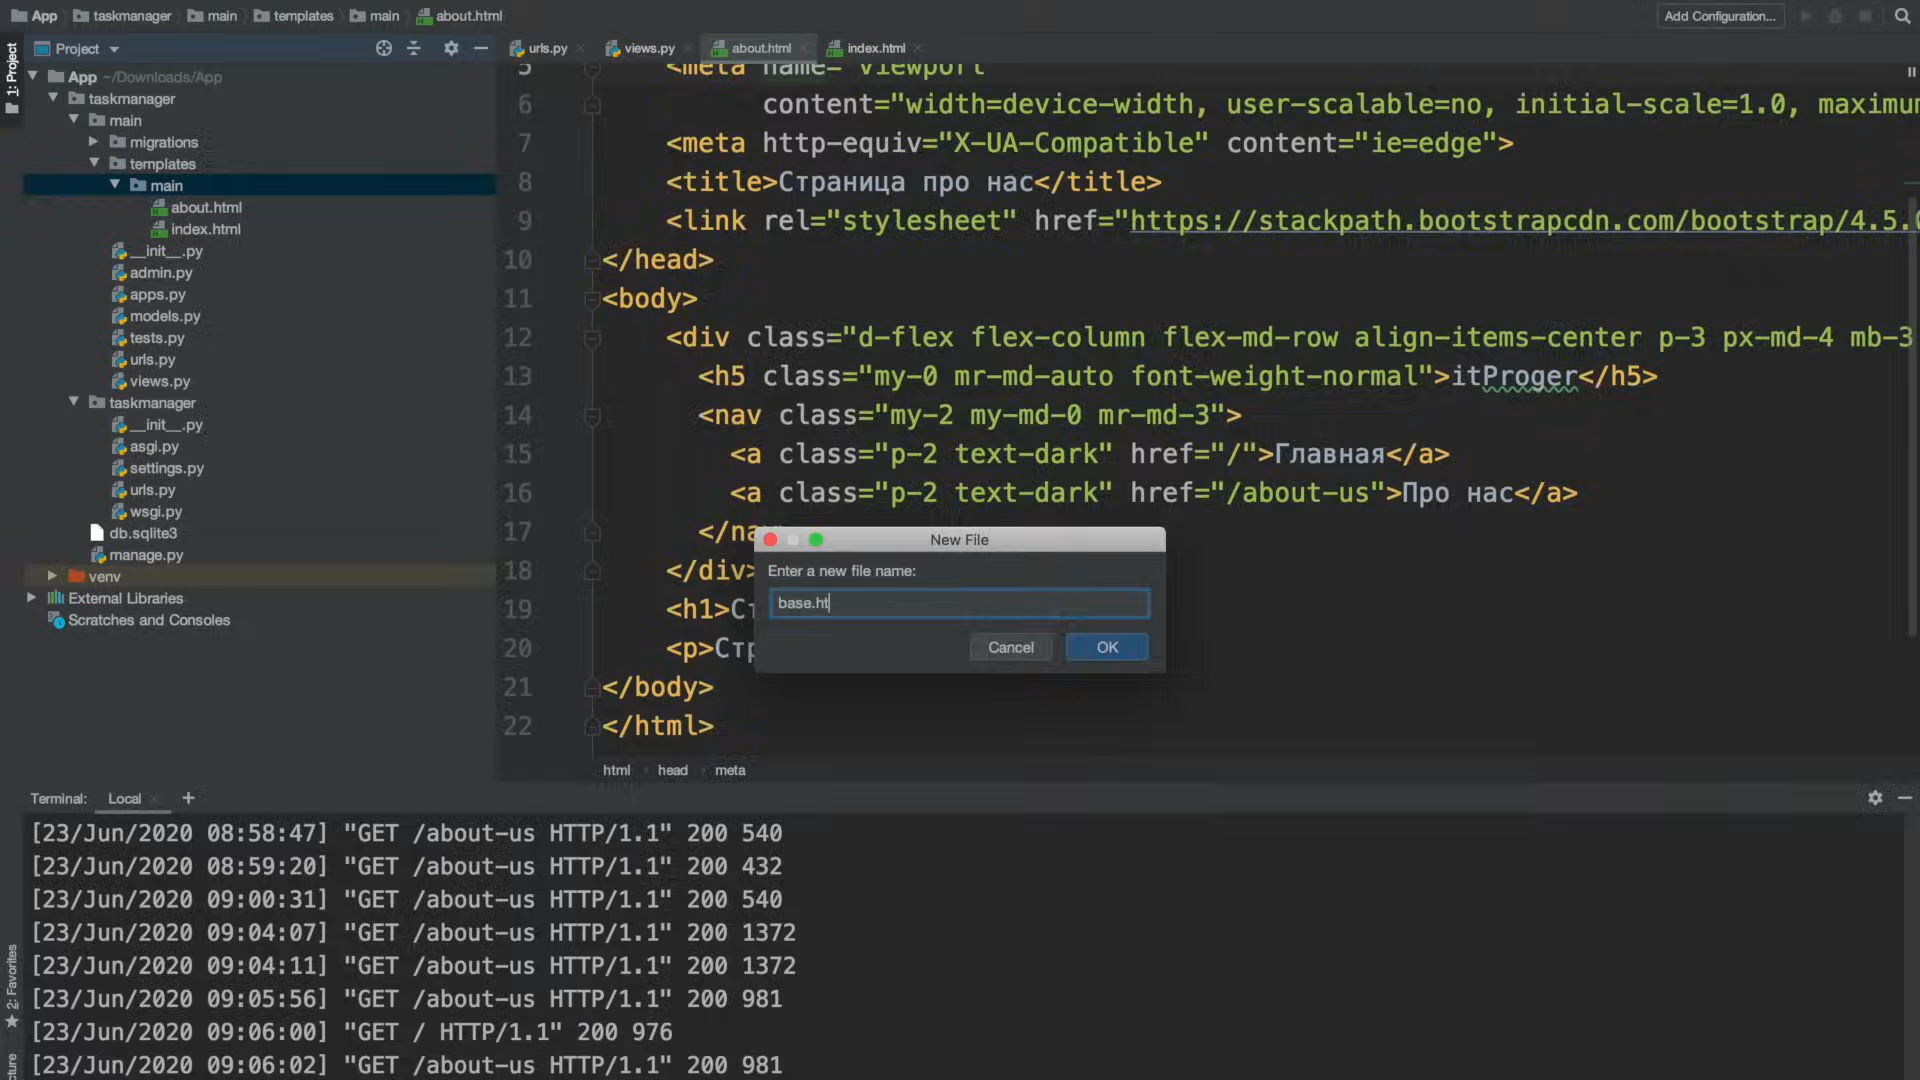 App taskmanager main templates main about.html
Add Configuration...
1: Project
Project
urls.py views.py about.html index.html
App ~/Downloads/App
taskmanager
main
migrations
templates
main
about.html
index.html
__init__.py
admin.py
apps.py
models.py
tests.py
urls.py
views.py
taskmanager
__init__.py
asgi.py
settings.py
urls.py
wsgi.py
db.sqlite3
manage.py
venv
External Libraries
Scratches and Consoles
5 <meta name="viewport"
6 content="width=device-width, user-scalable=no, initial-scale=1.0,
7 <meta http-equiv="X-UA-Compatible" content="ie=edge">
8 <title>Страница про нас</title>
9 <link rel="stylesheet" href="https://stackpath.bootstrapcdn.com/bootstrap/4.5.
10 </head>
11 <body>
12 <div class="d-flex flex-column flex-md-row align-items-center p-3 px-md-4 mb-3
13 <h5 class="my-0 mr-md-auto font-weight-normal">itProger</h5>
14 <nav class="my-2 my-md-0 mr-md-3">
15 <a class="p-2 text-dark" href="/">Главная</a>
16 <a class="p-2 text-dark" href="/about-us">Про нас</a>
17 </na
18 </div>
19 <h1>Ст
20 <p>Стр
21 </body>
22 </html>
New File
Enter a new file name:
base.ht
Cancel OK
html head meta
Terminal: Local +
[23/Jun/2020 08:58:47] "GET /about-us HTTP/1.1" 200 540
[23/Jun/2020 08:59:20] "GET /about-us HTTP/1.1" 200 432
[23/Jun/2020 09:00:31] "GET /about-us HTTP/1.1" 200 540
[23/Jun/2020 09:04:07] "GET /about-us HTTP/1.1" 200 1372
[23/Jun/2020 09:04:11] "GET /about-us HTTP/1.1" 200 1372
[23/Jun/2020 09:05:56] "GET /about-us HTTP/1.1" 200 981
[23/Jun/2020 09:06:00] "GET / HTTP/1.1" 200 976
[23/Jun/2020 09:06:02] "GET /about-us HTTP/1.1" 200 981
2: Favorites